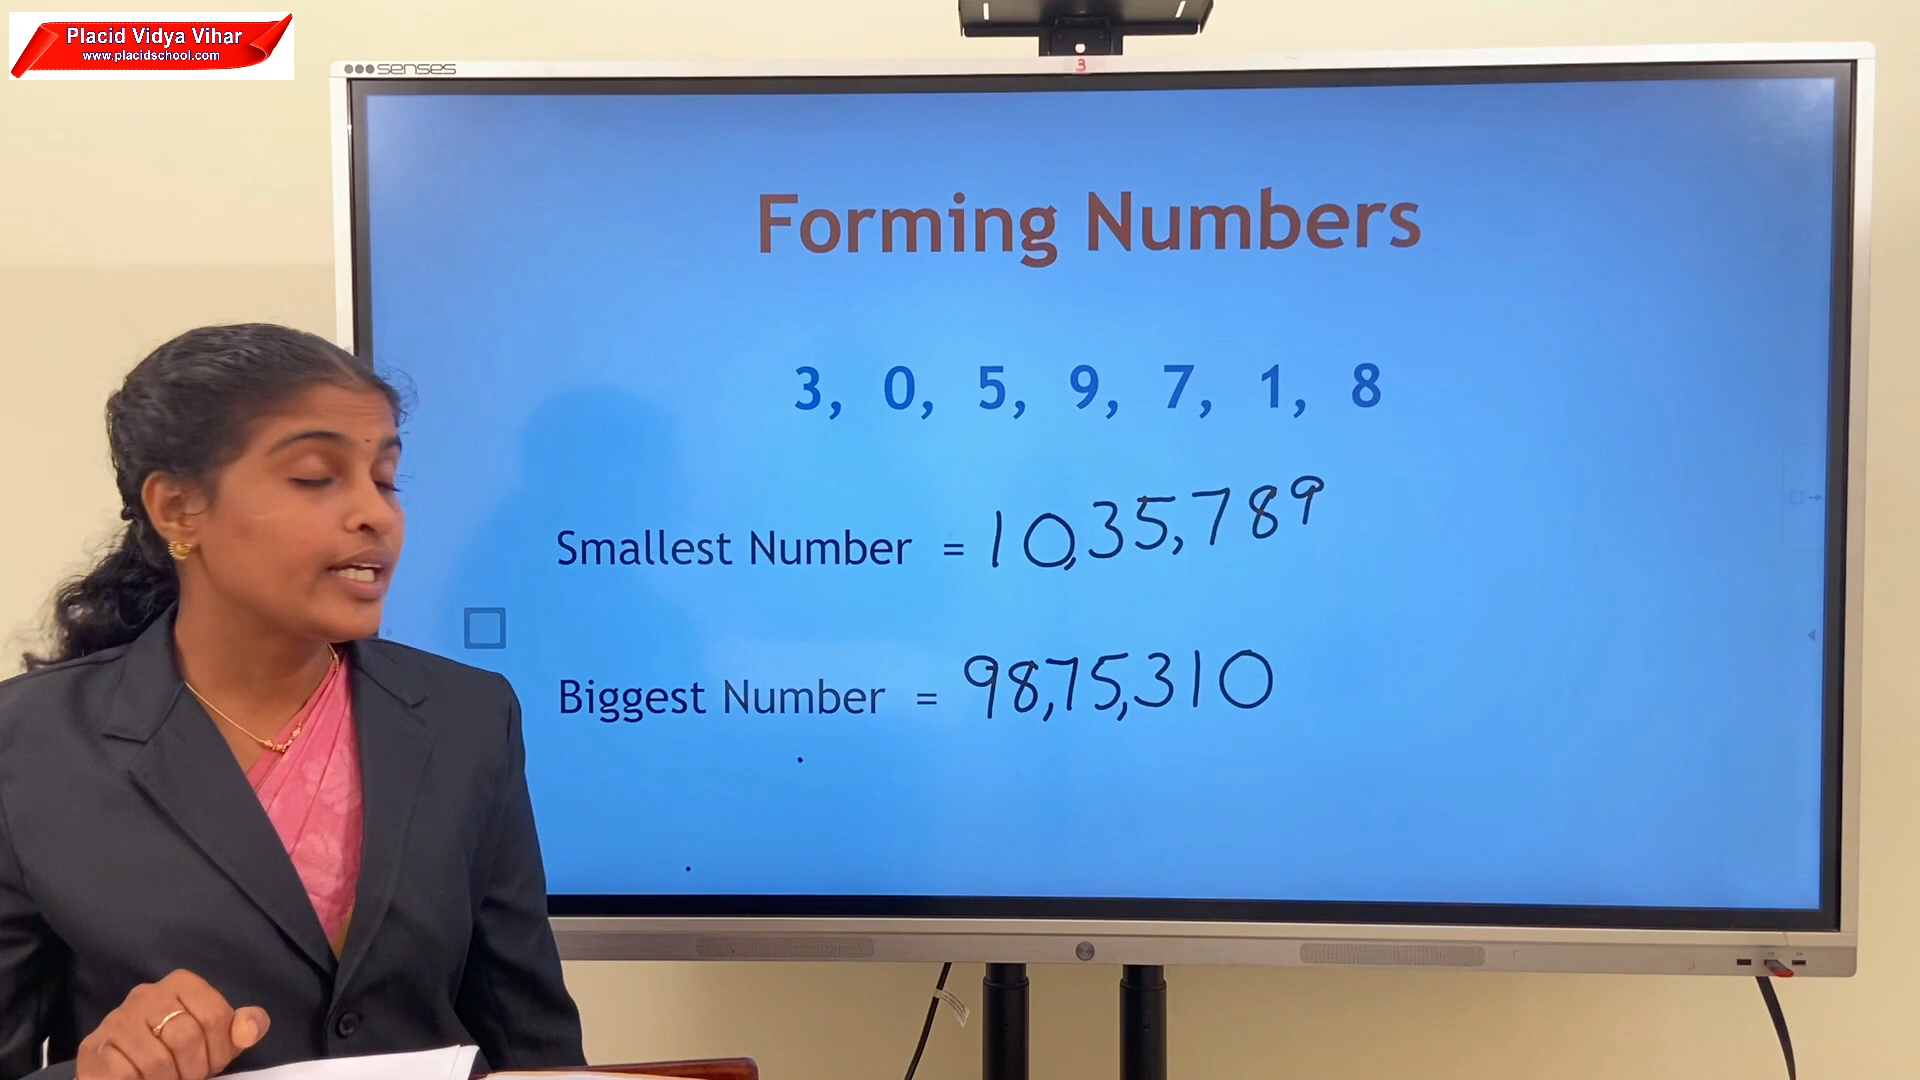 Placid Vidya Vihar
www.placidschool.com
senses
3
Forming Numbers
3, 0, 5, 9, 7, 1, 8
Smallest Number = 10,35,789
Biggest Number = 98,75,310